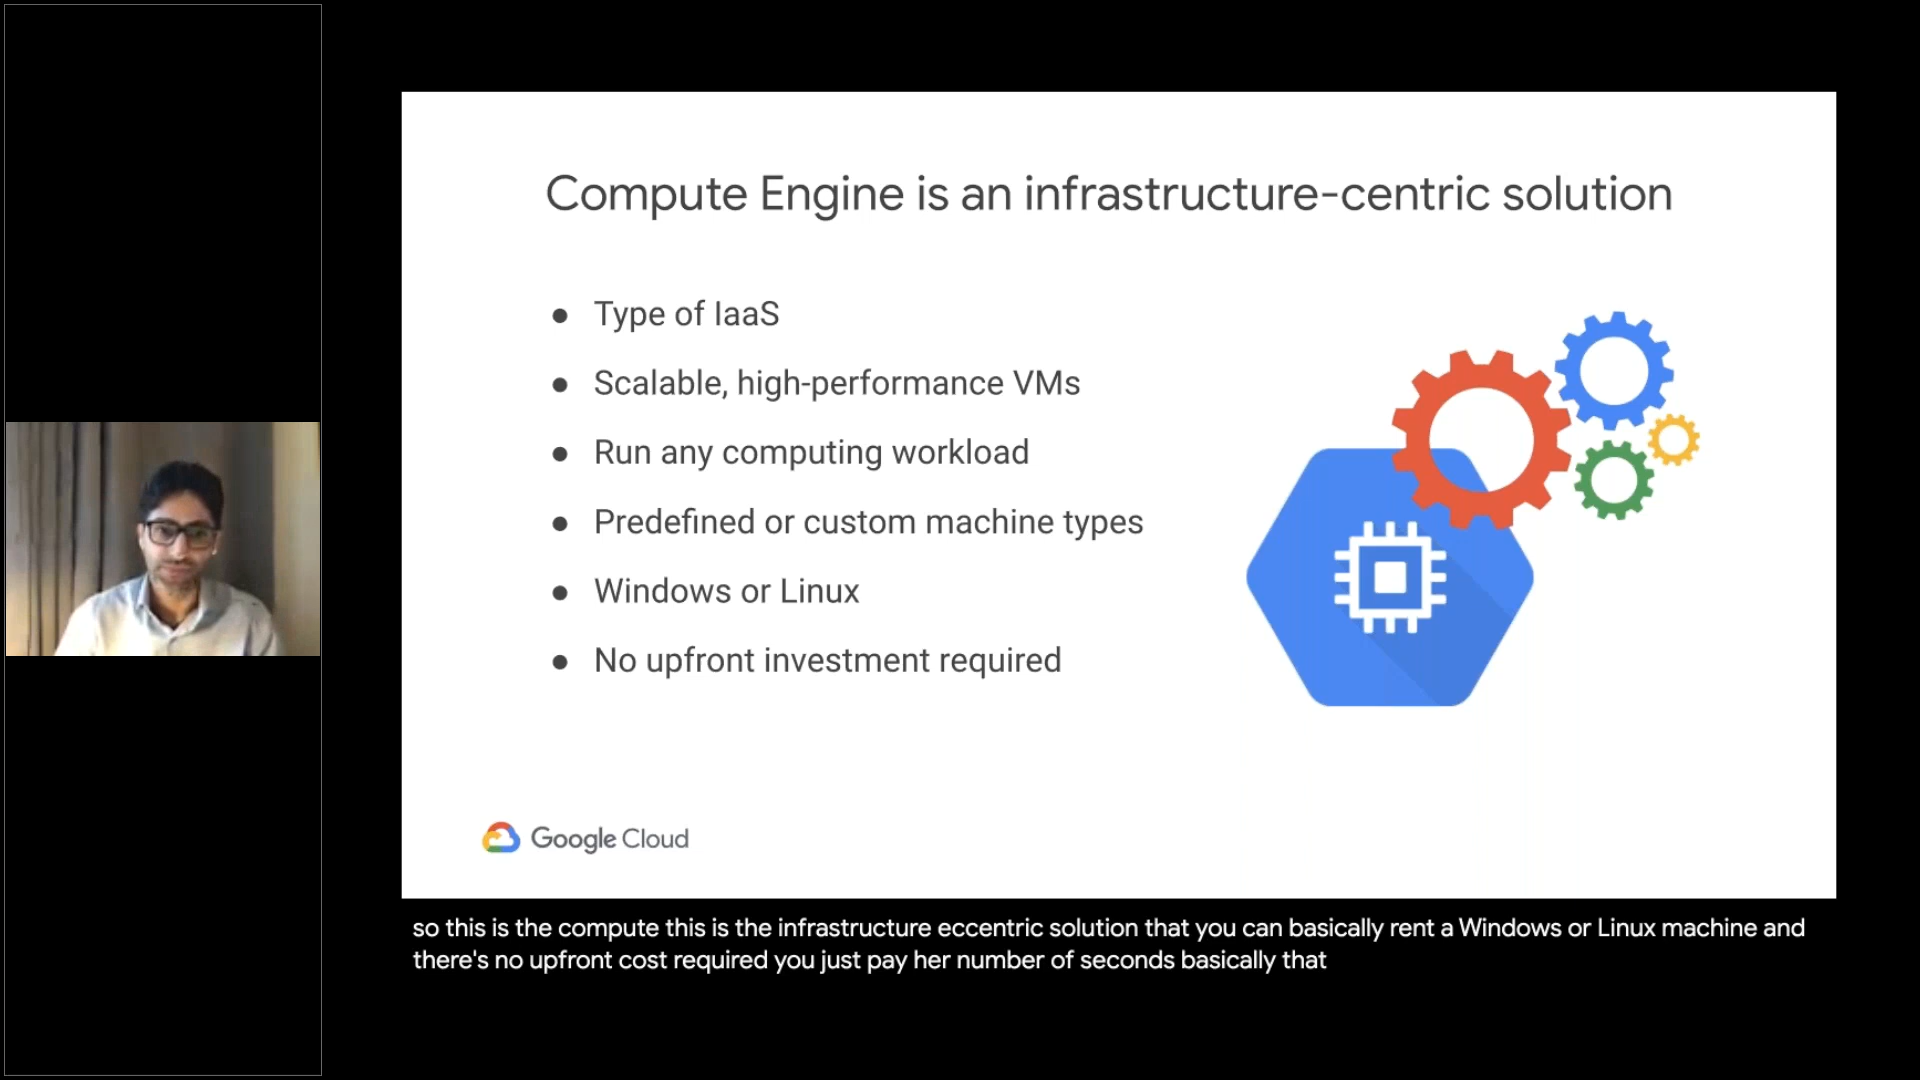 Compute Engine is an infrastructure-centric solution
● Type of IaaS
● Scalable, high-performance VMs
● Run any computing workload
● Predefined or custom machine types
● Windows or Linux
● No upfront investment required
Google Cloud
so this is the compute this is the infrastructure eccentric solution that you can basically rent a Windows or Linux machine and
there's no upfront cost required you just pay her number of seconds basically that